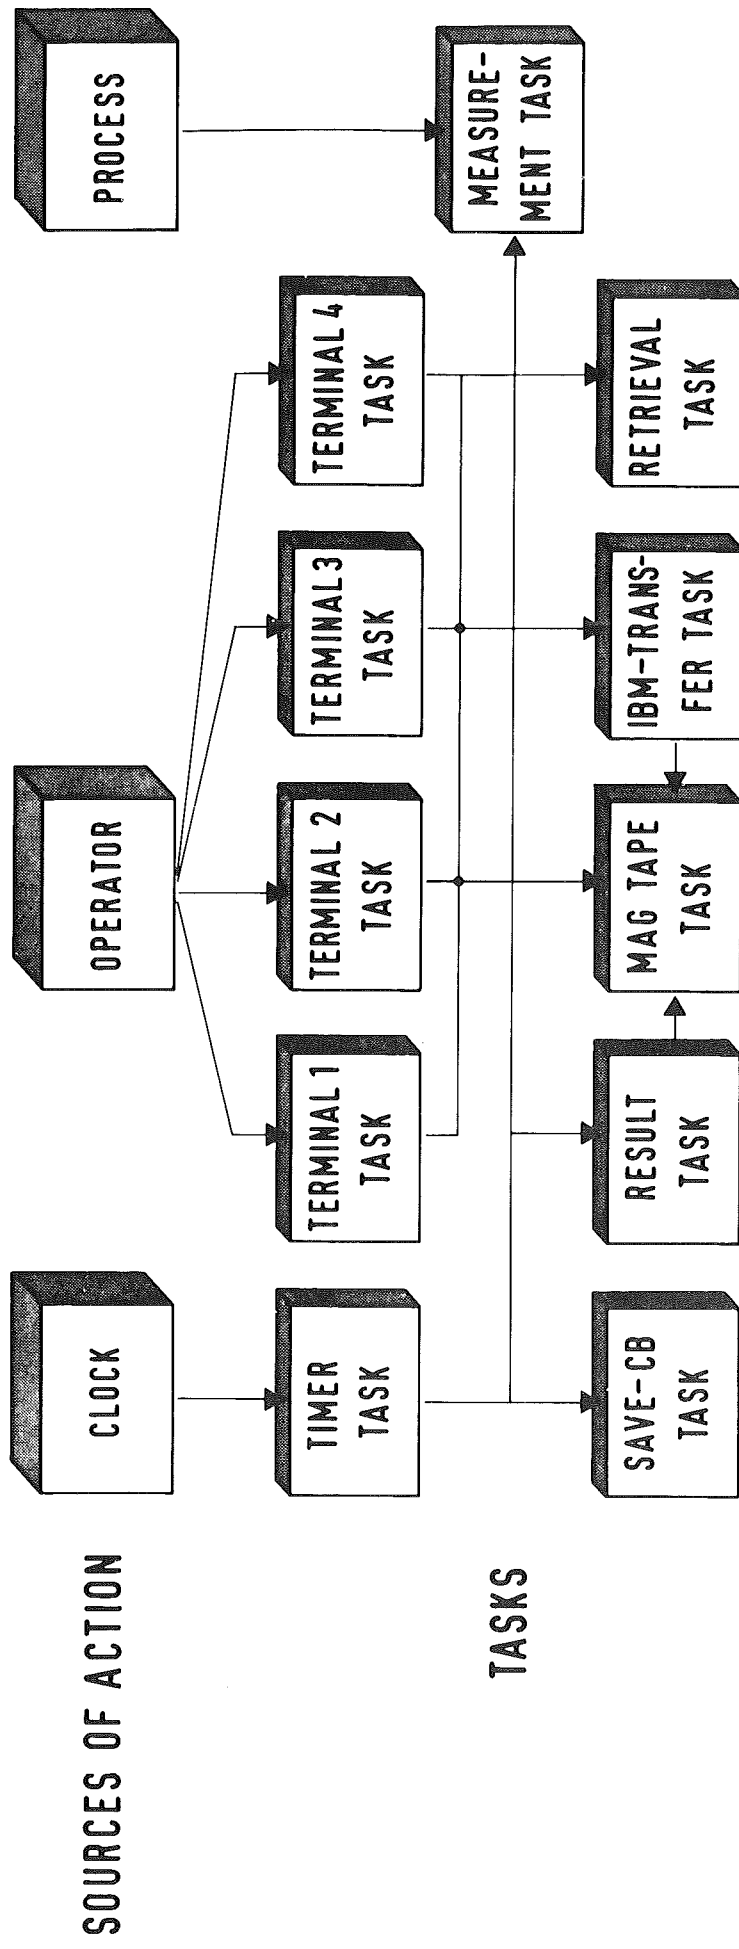 SOURCES OF ACTION
CLOCK
OPERATOR
PROCESS
TIMER
TASK
TERMINAL 1
TASK
TERMINAL 2
TASK
TERMINAL 3
TASK
TERMINAL 4
TASK
TASKS
MEASURE-
MENT TASK
SAVE-CB
TASK
RESULT
TASK
MAG TAPE
TASK
IBM-TRANS-
FER TASK
RETRIEVAL
TASK